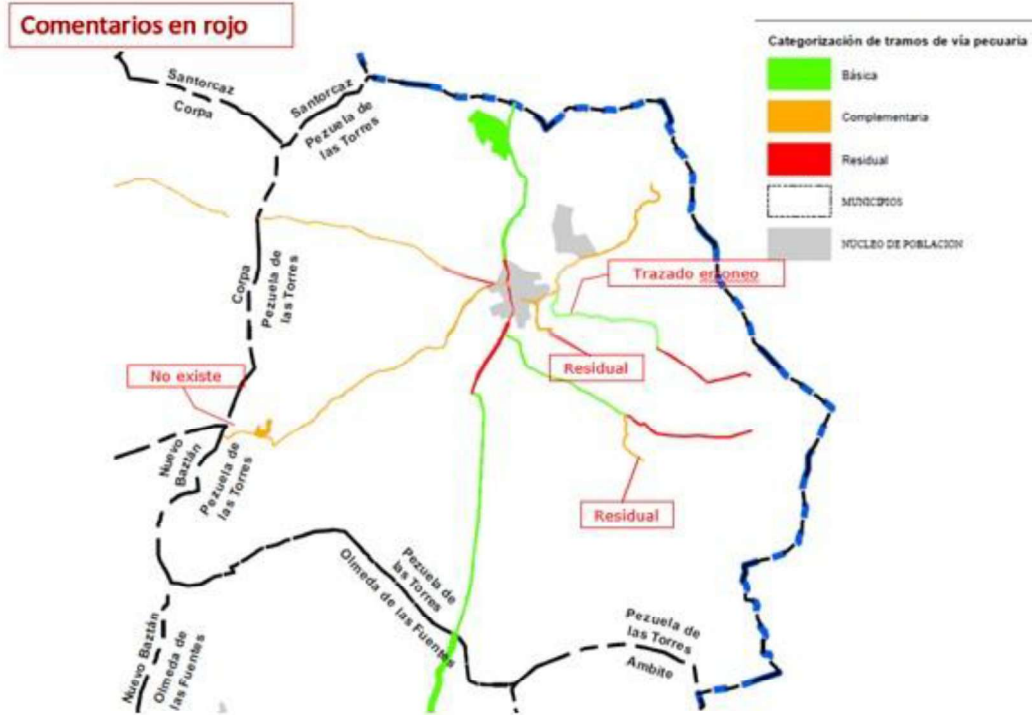 Comentarios en rojo
Categorización de tramos de vía pecuaria
Básica
Complementaria
Residual
MUNICIPIOS
NÚCLEO DE POBLACION
Santorcaz
Corpa
Santorcaz
Pezuela de
las Torres
Corpa
Pezuela de
las Torres
Trazado erroneo
Residual
No existe
Nuevo
Baztán
Pezuela de
las Torres
Residual
Pezuela de
las Torres
Olmeda de las Fuentes
Pezuela de
las Torres
Ambite
Nuevo Baztán
Olmeda de
las Fuentes